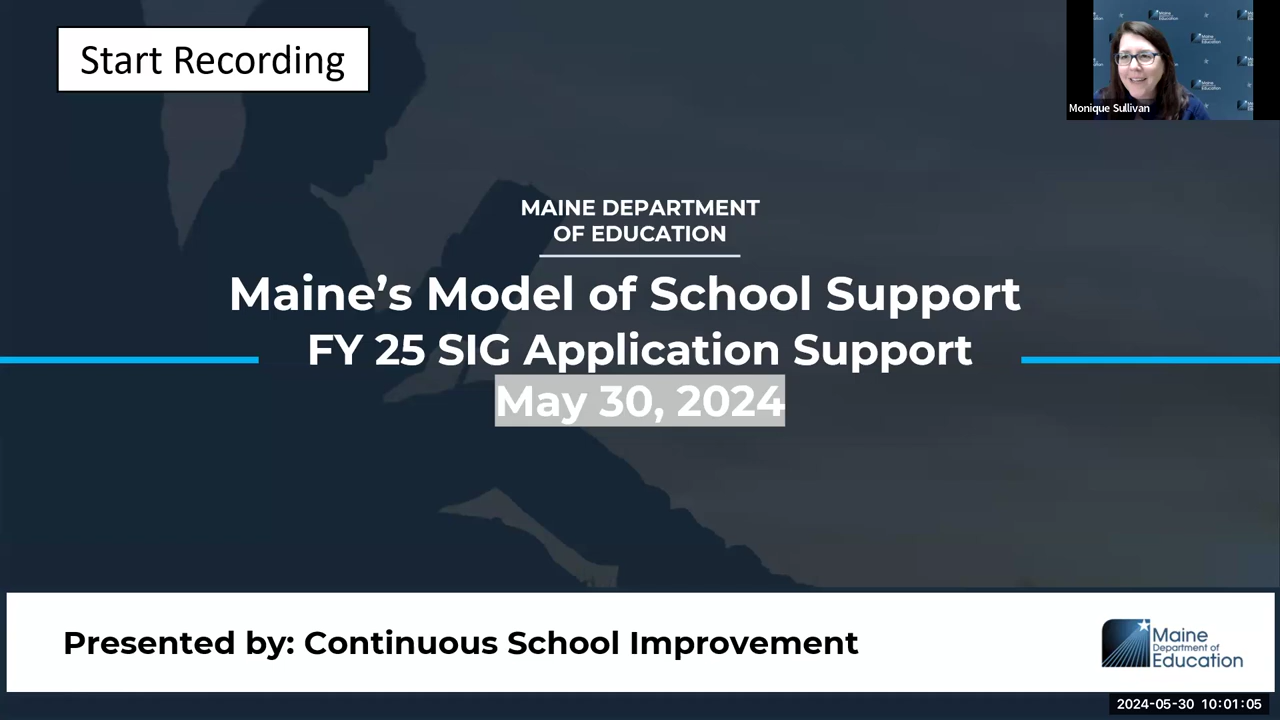 Start Recording
Monique Sullivan
MAINE DEPARTMENT
OF EDUCATION
Maine’s Model of School Support
FY 25 SIG Application Support
May 30, 2024
Presented by: Continuous School Improvement
Maine
Department of
Education
2024-05-30 10:01:05